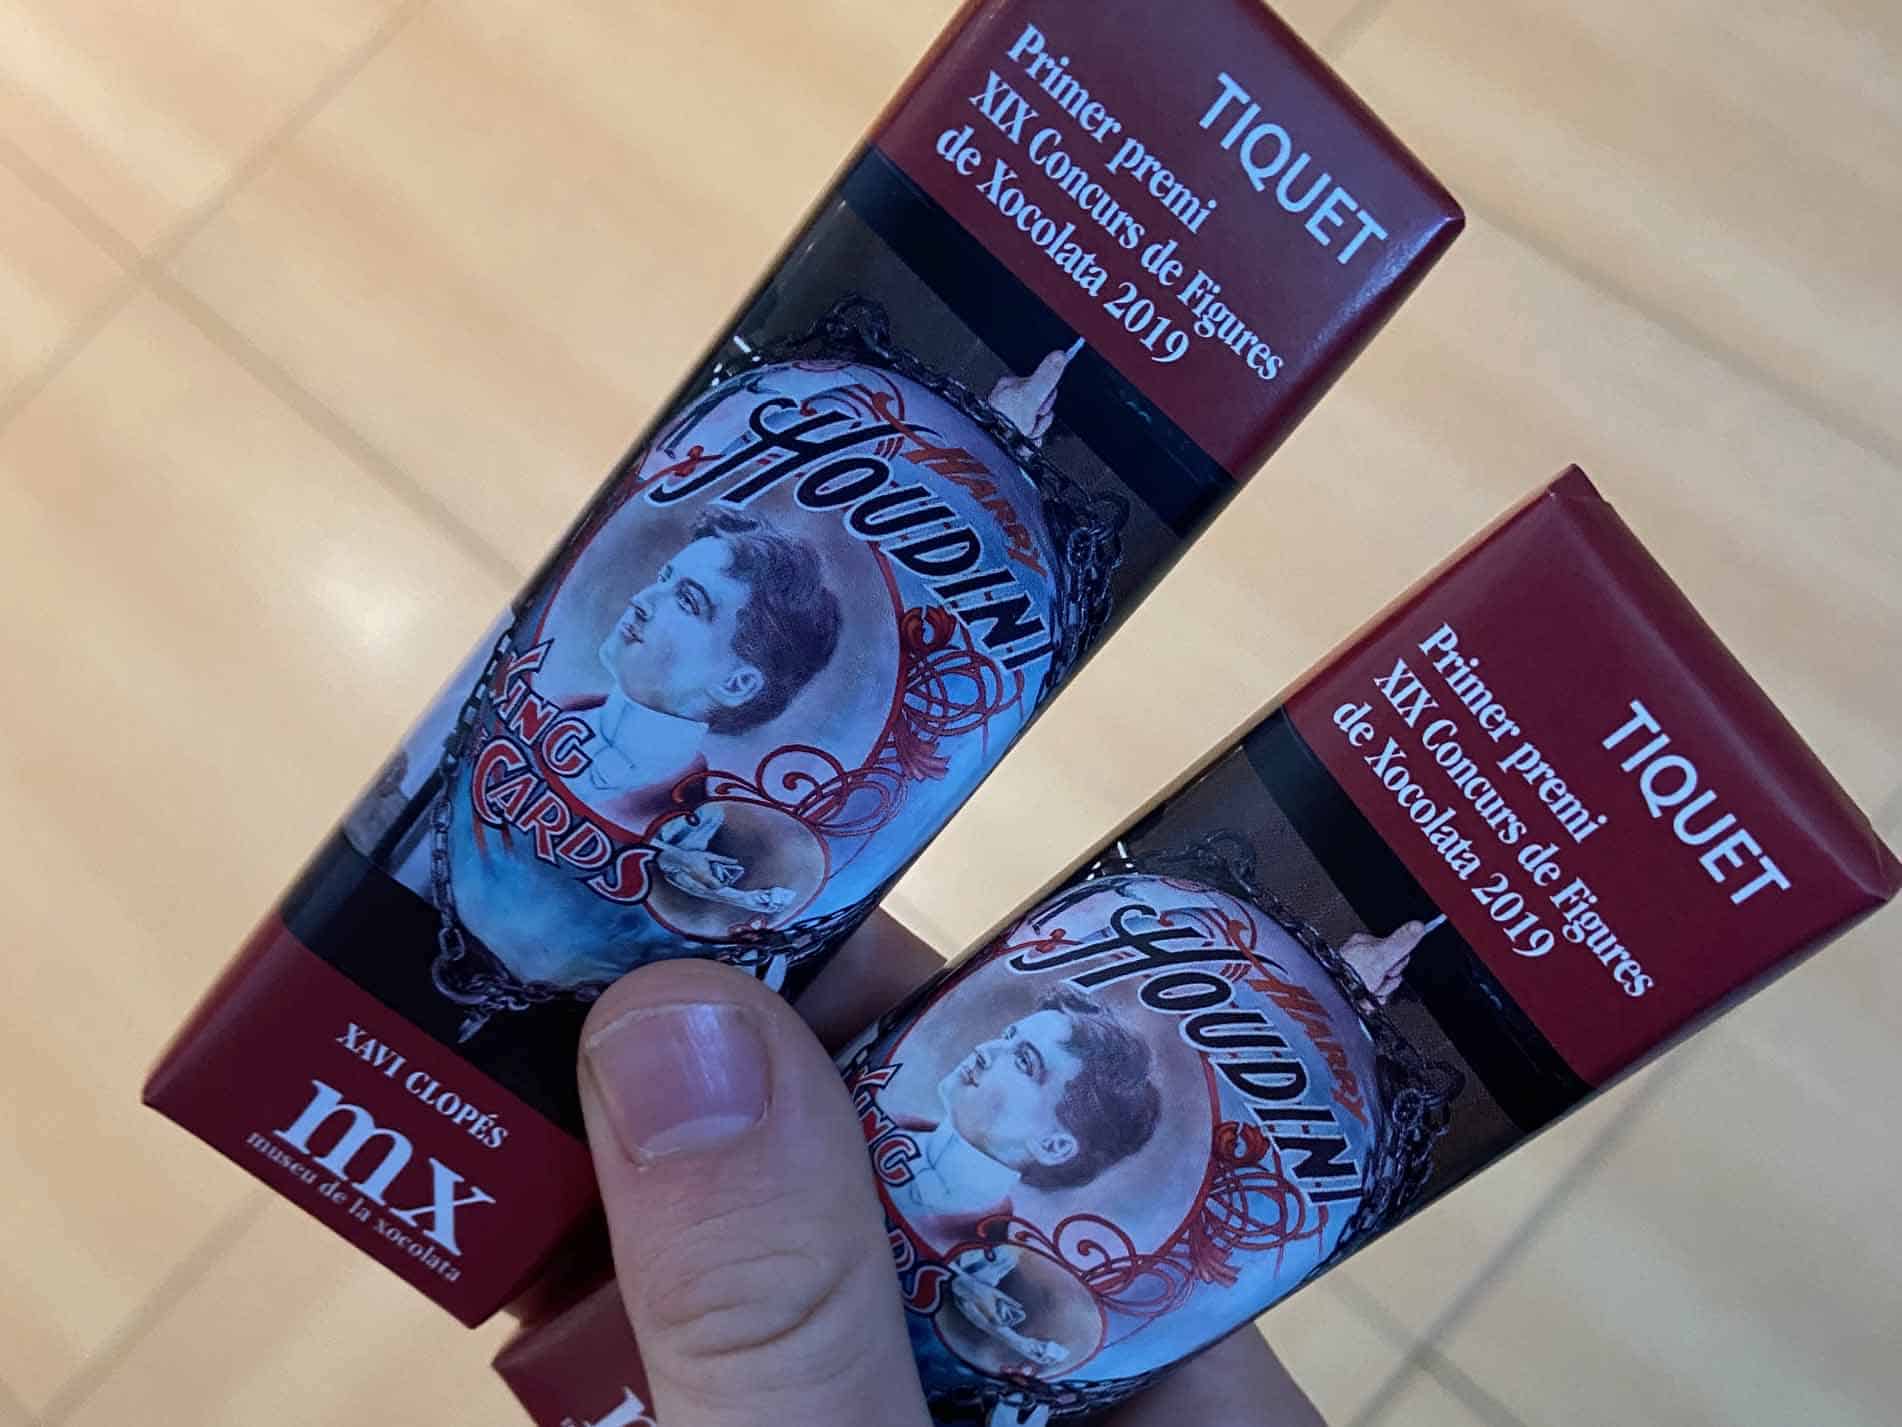 TIQUET
Primer premi
XIX Concurs de Figures
de Xocolata 2019
HARRY
HOUDINI
KING
CARDS
XAVI CLOPÉS
mx
museu de la xocolata
TIQUET
Primer premi
XIX Concurs de Figures
de Xocolata 2019
HARRY
HOUDINI